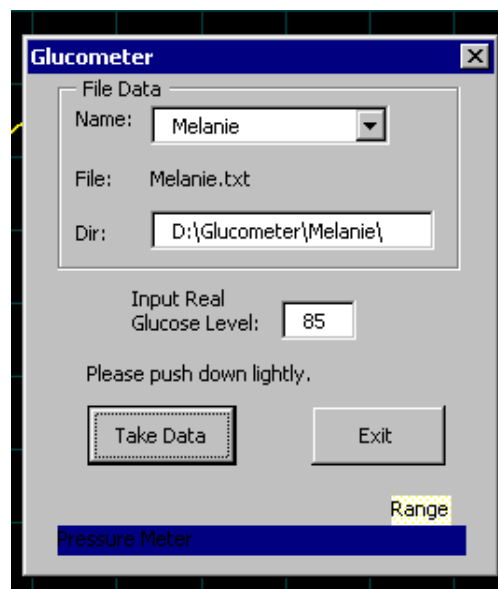 Glucometer
File Data
Name: Melanie
File: Melanie.txt
Dir: D:\Glucometer\Melanie\
Input Real
Glucose Level: 85
Please push down lightly.
Take Data Exit
Range
Pressure Meter